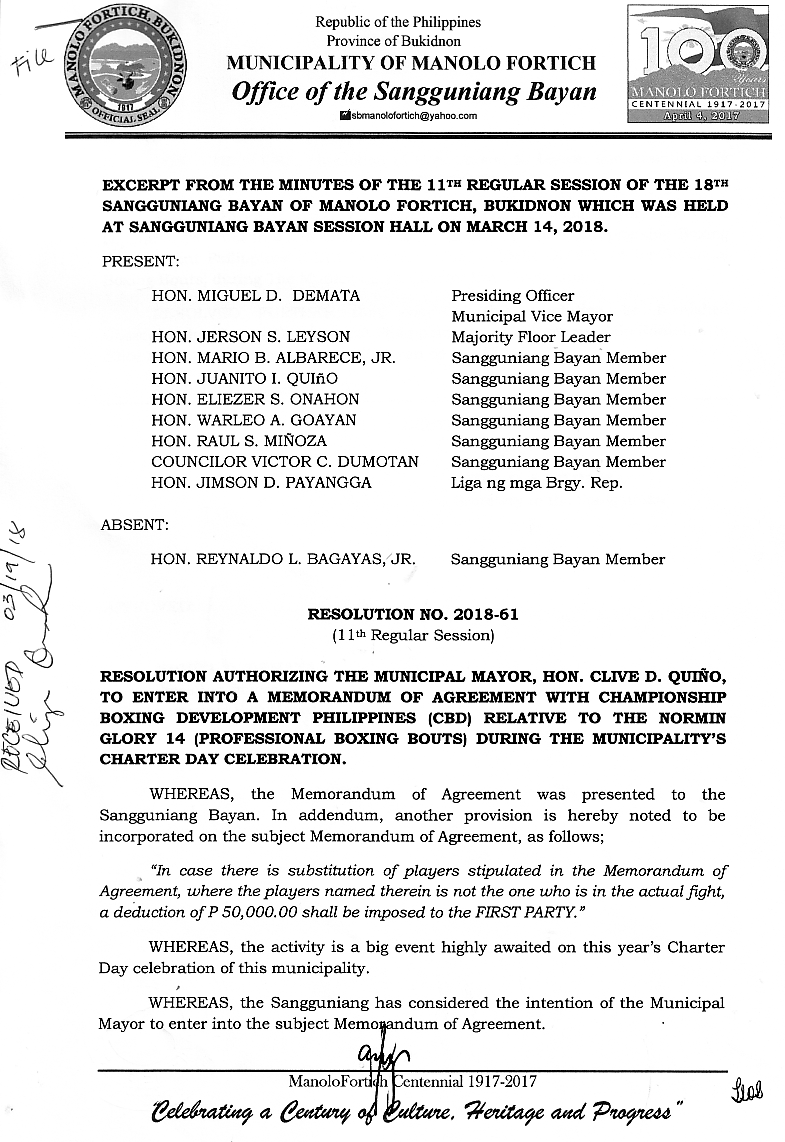 File
MANOLO FORTICH, BUKIDNON
1917
OFFICIAL SEAL
Republic of the Philippines
Province of Bukidnon
MUNICIPALITY OF MANOLO FORTICH
Office of the Sangguniang Bayan
sbmanolofortich@yahoo.com
100
Years
MANOLO FORTICH
CENTENNIAL 1917-2017
April 4, 2017
EXCERPT FROM THE MINUTES OF THE 11TH REGULAR SESSION OF THE 18TH
SANGGUNIANG BAYAN OF MANOLO FORTICH, BUKIDNON WHICH WAS HELD
AT SANGGUNIANG BAYAN SESSION HALL ON MARCH 14, 2018.
PRESENT:
HON. MIGUEL D. DEMATA Presiding Officer
Municipal Vice Mayor
HON. JERSON S. LEYSON Majority Floor Leader
HON. MARIO B. ALBARECE, JR. Sangguniang Bayan Member
HON. JUANITO I. QUIñO Sangguniang Bayan Member
HON. ELIEZER S. ONAHON Sangguniang Bayan Member
HON. WARLEO A. GOAYAN Sangguniang Bayan Member
HON. RAUL S. MIÑOZA Sangguniang Bayan Member
COUNCILOR VICTOR C. DUMOTAN Sangguniang Bayan Member
HON. JIMSON D. PAYANGGA Liga ng mga Brgy. Rep.
ABSENT:
HON. REYNALDO L. BAGAYAS, JR. Sangguniang Bayan Member
RECEIVED 03/19/18
RESOLUTION NO. 2018-61
(11th Regular Session)
RESOLUTION AUTHORIZING THE MUNICIPAL MAYOR, HON. CLIVE D. QUIÑO,
TO ENTER INTO A MEMORANDUM OF AGREEMENT WITH CHAMPIONSHIP
BOXING DEVELOPMENT PHILIPPINES (CBD) RELATIVE TO THE NORMIN
GLORY 14 (PROFESSIONAL BOXING BOUTS) DURING THE MUNICIPALITY'S
CHARTER DAY CELEBRATION.
WHEREAS, the Memorandum of Agreement was presented to the
Sangguniang Bayan. In addendum, another provision is hereby noted to be
incorporated on the subject Memorandum of Agreement, as follows;
"In case there is substitution of players stipulated in the Memorandum of
Agreement, where the players named therein is not the one who is in the actual fight,
a deduction of P 50,000.00 shall be imposed to the FIRST PARTY."
WHEREAS, the activity is a big event highly awaited on this year's Charter
Day celebration of this municipality.
WHEREAS, the Sangguniang has considered the intention of the Municipal
Mayor to enter into the subject Memorandum of Agreement.
ManoloFortich Centennial 1917-2017
"Celebrating a Century of Culture, Heritage and Progress"